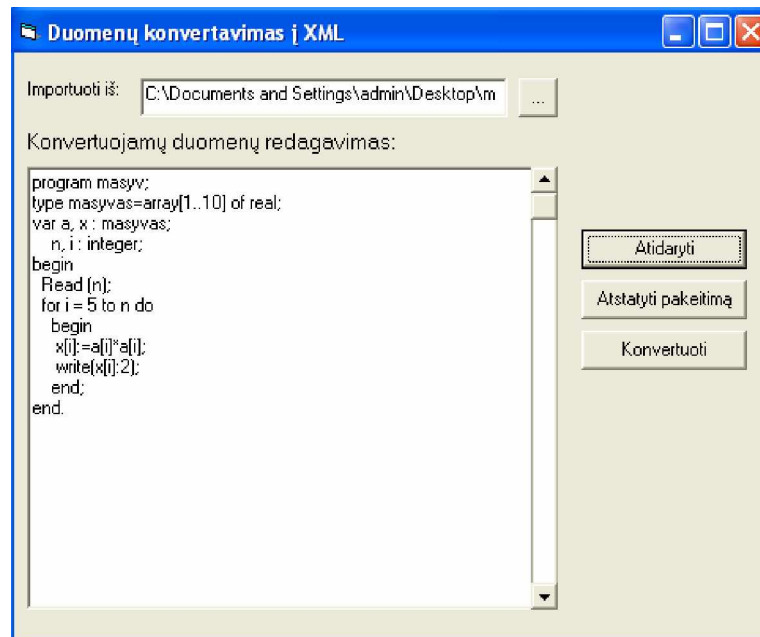 Duomenų konvertavimas į XML
Importuoti iš: C:\Documents and Settings\admin\Desktop\m ...
Konvertuojamų duomenų redagavimas:
program masyv;
type masyvas=array[1..10] of real;
var a, x : masyvas;
n, i : integer;
begin
Read (n);
for i = 5 to n do
begin
x[i]:=a[i]*a[i];
write(x[i]:2);
end;
end.
Atidaryti
Atstatyti pakeitimą
Konvertuoti